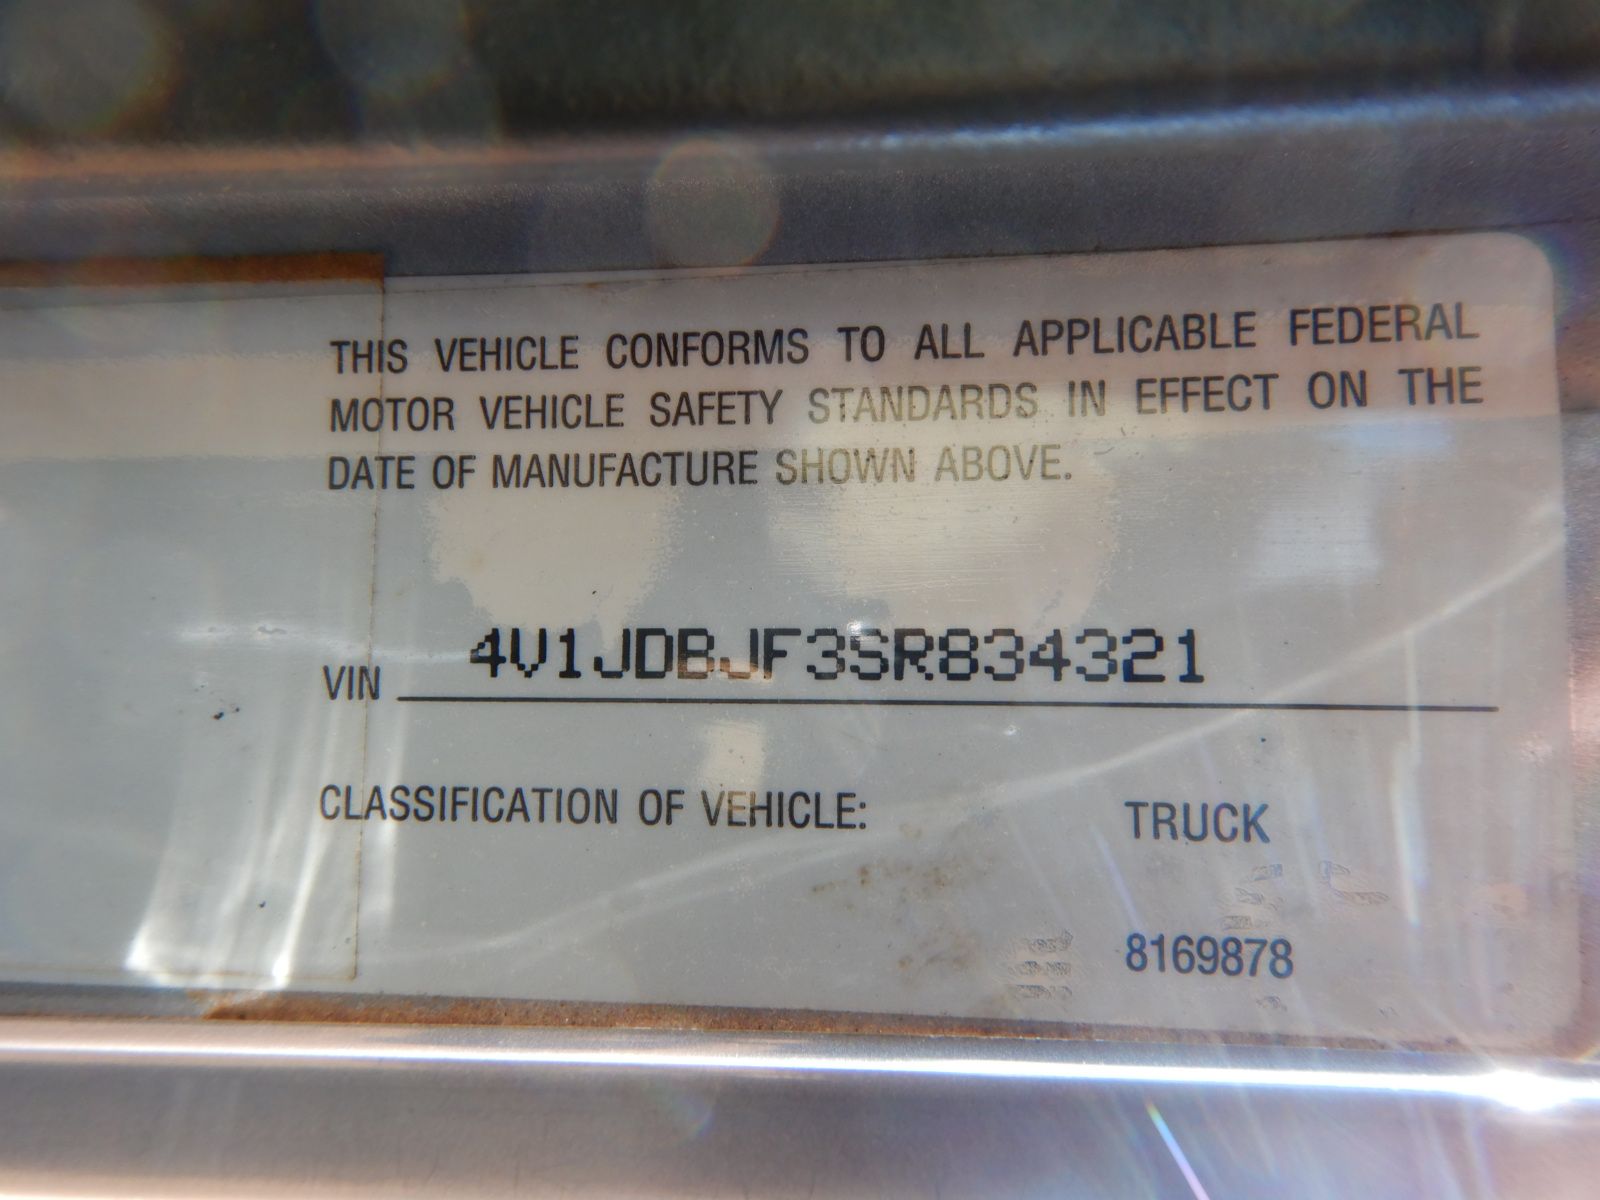 THIS VEHICLE CONFORMS TO ALL APPLICABLE FEDERAL
MOTOR VEHICLE SAFETY STANDARDS IN EFFECT ON THE
DATE OF MANUFACTURE SHOWN ABOVE.
VIN 4V1JDBJF3SR834321
CLASSIFICATION OF VEHICLE: TRUCK
8169878